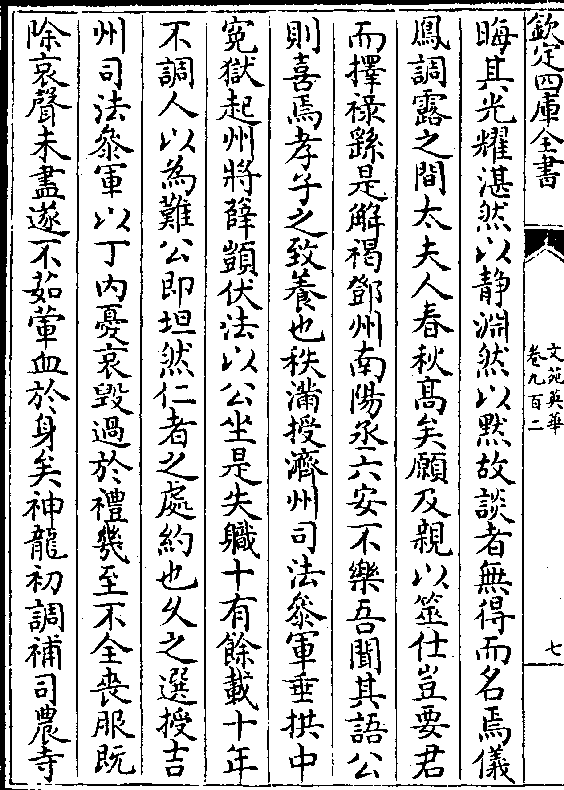 欽定四庫全書
文苑英華
卷九百二
七
晦其光耀湛然以静淵然以默故談者無得而名焉儀
鳳調露之間太夫人春秋髙矣願及親以筮仕豈要君
而擇禄繇是解褐鄧州南陽丞六安不樂吾聞其語公
則喜焉孝子之致養也秩滿授濟州司法叅軍垂拱中
寃獄起州將薛顗伏法以公坐是失職十有餘載十年
不調人以為難公即坦然仁者之處約也乆之選授吉
州司法叅軍以丁内憂哀毁過於禮幾至不全喪服既
除哀聲未盡遂不茹葷血於身矣神龍初調補司農寺